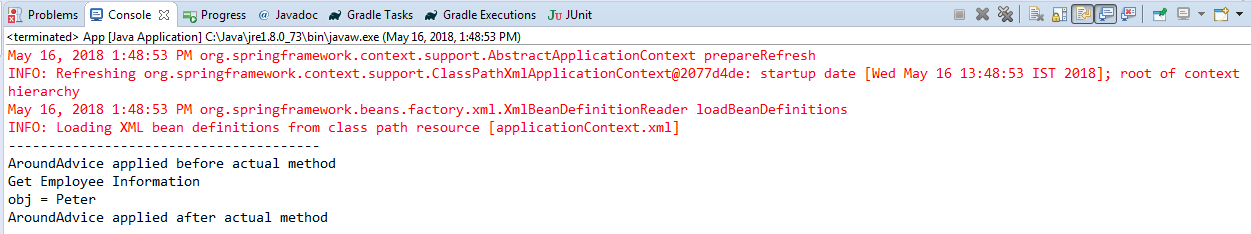 Problems Console Progress @ Javadoc Gradle Tasks Gradle Executions JU JUnit
<terminated> App [Java Application] C:\Java\jre1.8.0_73\bin\javaw.exe (May 16, 2018, 1:48:53 PM)
May 16, 2018 1:48:53 PM org.springframework.context.support.AbstractApplicationContext prepareRefresh
INFO: Refreshing org.springframework.context.support.ClassPathXmlApplicationContext@2077d4de: startup date [Wed May 16 13:48:53 IST 2018]; root of context
hierarchy
May 16, 2018 1:48:53 PM org.springframework.beans.factory.xml.XmlBeanDefinitionReader loadBeanDefinitions
INFO: Loading XML bean definitions from class path resource [applicationContext.xml]
---------------------------------------
AroundAdvice applied before actual method
Get Employee Information
obj = Peter
AroundAdvice applied after actual method